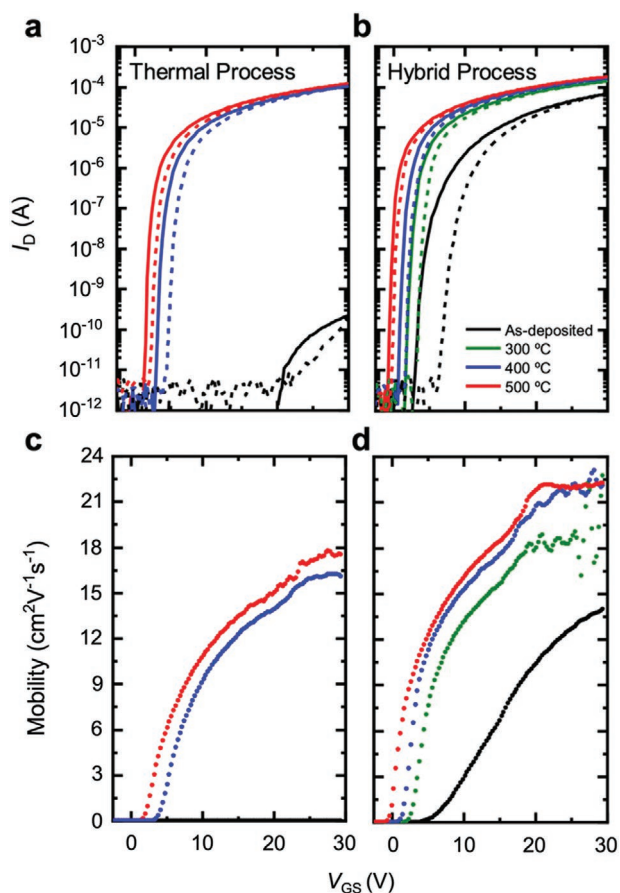 a
b
Thermal Process
Hybrid Process
10⁻³
10⁻⁴
10⁻⁵
10⁻⁶
10⁻⁷
10⁻⁸
10⁻⁹
10⁻¹⁰
10⁻¹¹
10⁻¹²
I_D (A)
As-deposited
300 ºC
400 ºC
500 ºC
c
d
24
21
18
15
12
9
6
3
0
Mobility (cm²V⁻¹s⁻¹)
0 10 20 30
0 10 20 30
V_GS (V)